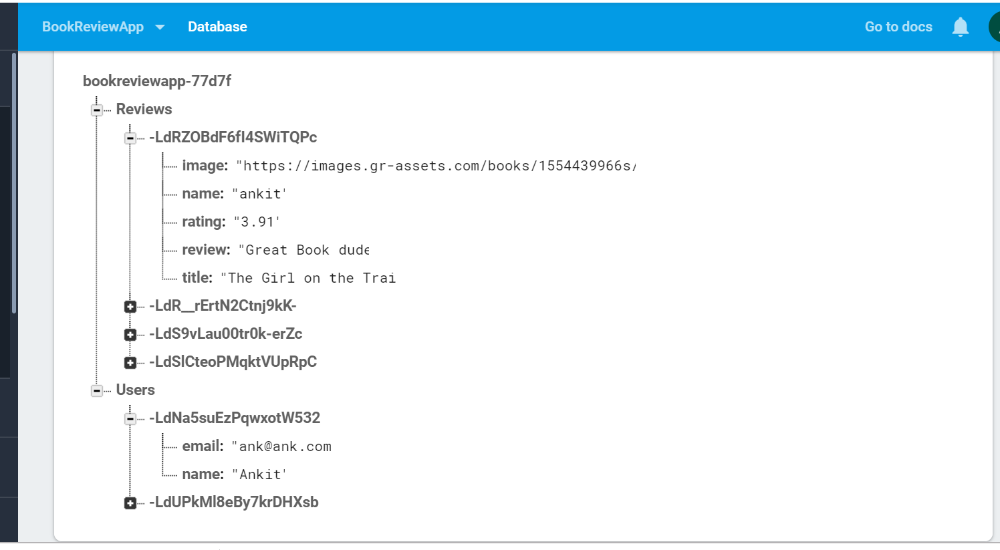 BookReviewApp Database Go to docs
bookreviewapp-77d7f
Reviews
-LdRZOBdF6fI4SWiTQPc
image: "https://images.gr-assets.com/books/1554439966s/
name: "ankit"
rating: "3.91"
review: "Great Book dude
title: "The Girl on the Trai
-LdR__rErtN2Ctnj9kK-
-LdS9vLau00tr0k-erZc
-LdSlCteoPMqktVUpRpC
Users
-LdNa5suEzPqwxotW532
email: "ank@ank.com
name: "Ankit"
-LdUPkMl8eBy7krDHXsb